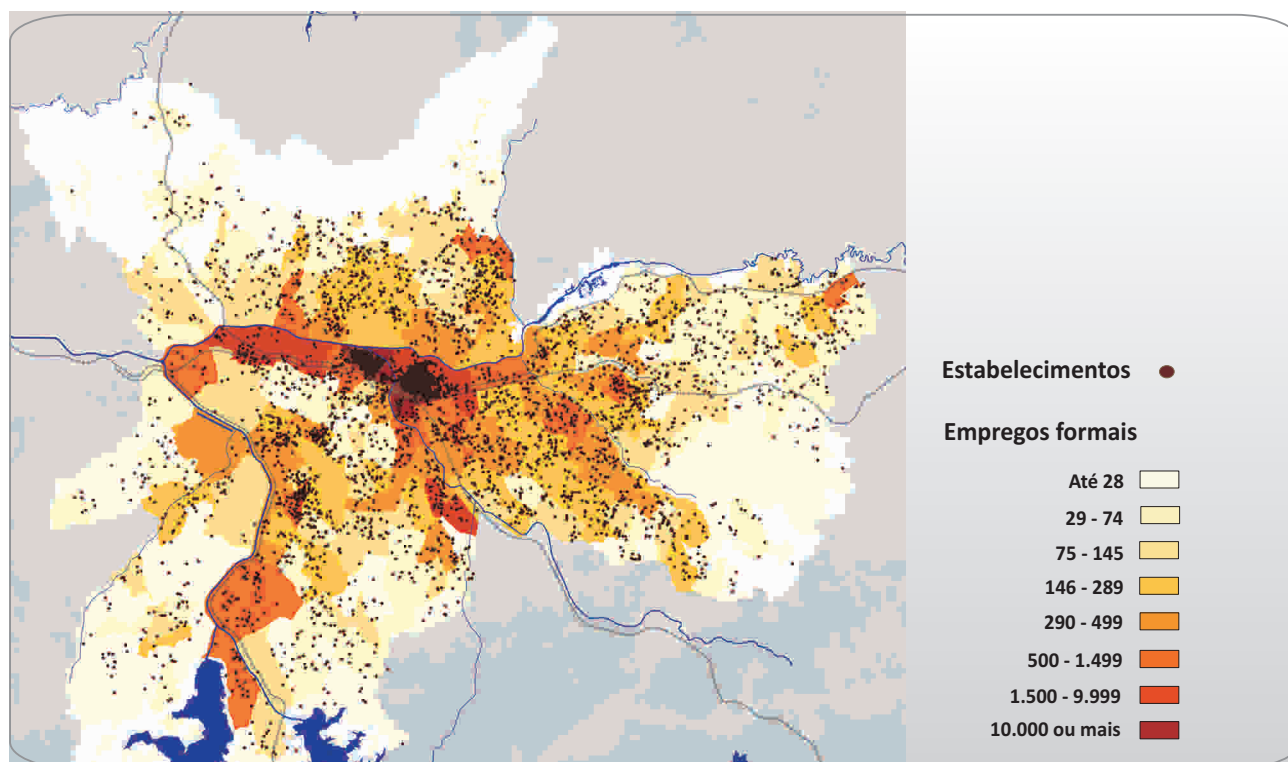 Estabelecimentos
Empregos formais
Até 28
29 - 74
75 - 145
146 - 289
290 - 499
500 - 1.499
1.500 - 9.999
10.000 ou mais